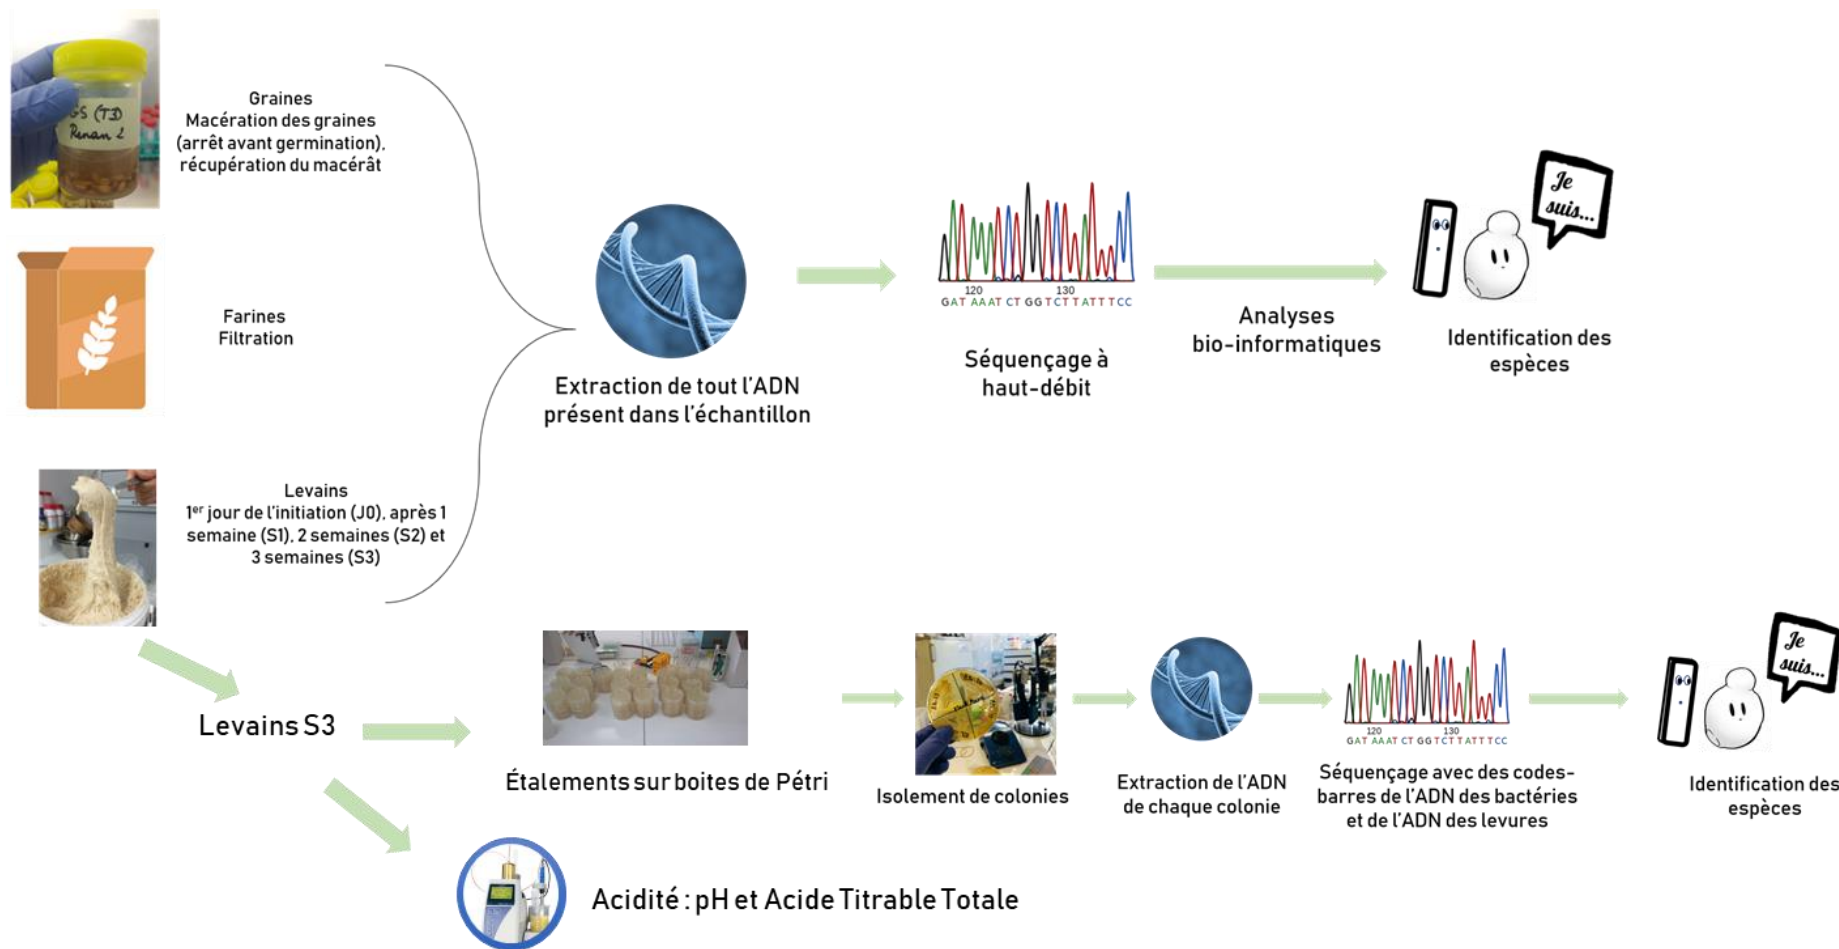 GS (T3)
Renan 2
Graines
Macération des graines
(arrêt avant germination),
récupération du macérât
Farines
Filtration
Levains
1er jour de l'initiation (J0), après 1
semaine (S1), 2 semaines (S2) et
3 semaines (S3)
Extraction de tout l'ADN
présent dans l'échantillon
120 130
GAT AAAT CT GGTCTTATTTCC
Séquençage à
haut-débit
Analyses
bio-informatiques
Je
suis...
Identification des
espèces
Levains S3
Étalements sur boites de Pétri
Isolement de colonies
Extraction de l'ADN
de chaque colonie
120 130
GAT AAAT CT GGTCTTATTTCC
Séquençage avec des codes-
barres de l'ADN des bactéries
et de l'ADN des levures
Je
suis...
Identification des
espèces
Acidité : pH et Acide Titrable Totale